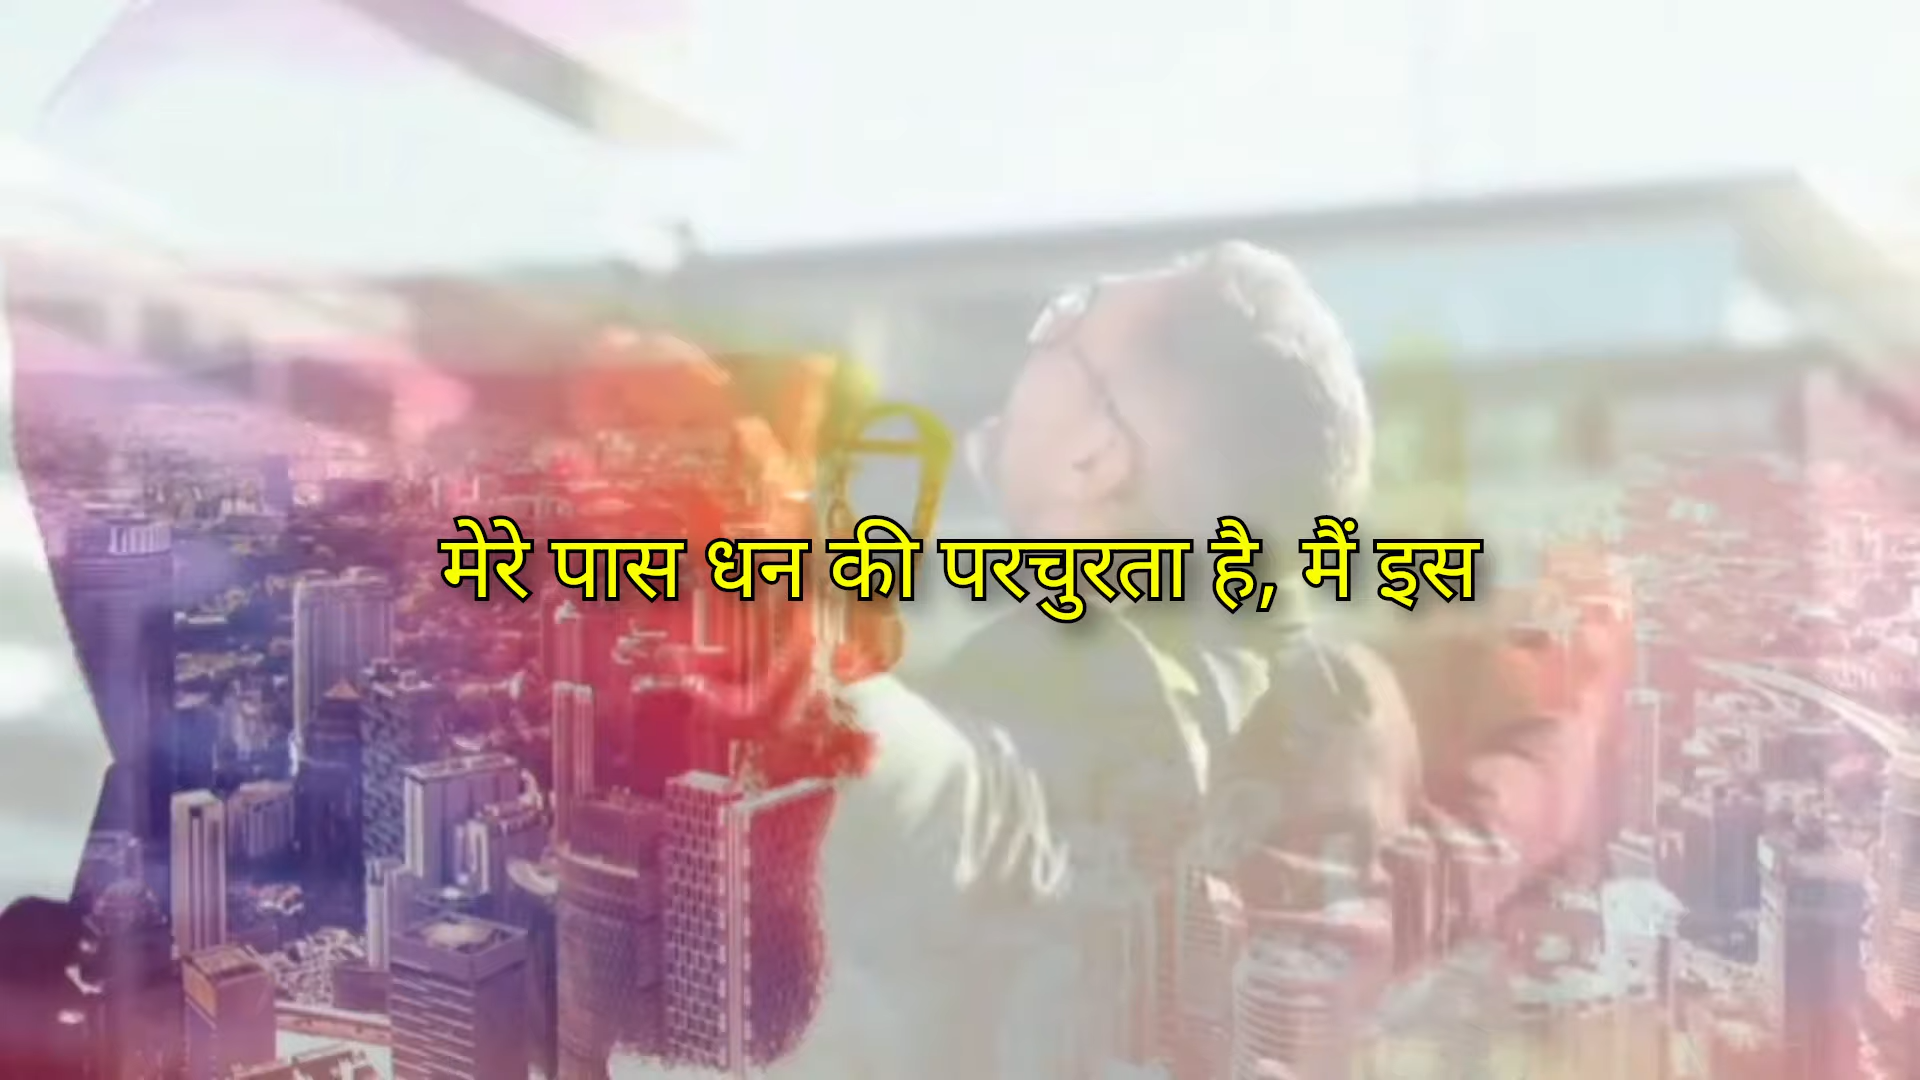 मेरे पास धन की परचुरता है, मैं इस